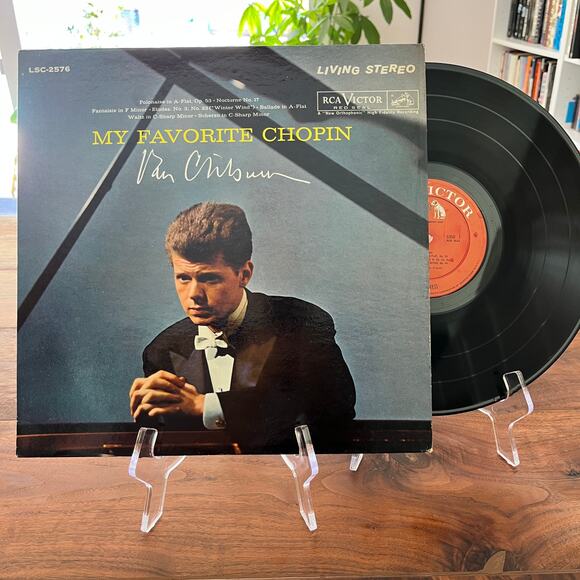 LSC-2576
LIVING STEREO
Polonaise in A-Flat, Op. 53 • Nocturne No. 17
Fantaisie in F Minor • Etudes: No. 3; No. 23 ("Winter Wind") • Ballade in A-Flat
Waltz in C-Sharp Minor • Scherzo in C-Sharp Minor
RCA VICTOR
RED SEAL
A "New Orthophonic" High Fidelity Recording
MY FAVORITE CHOPIN
Van Cliburn
VICTOR